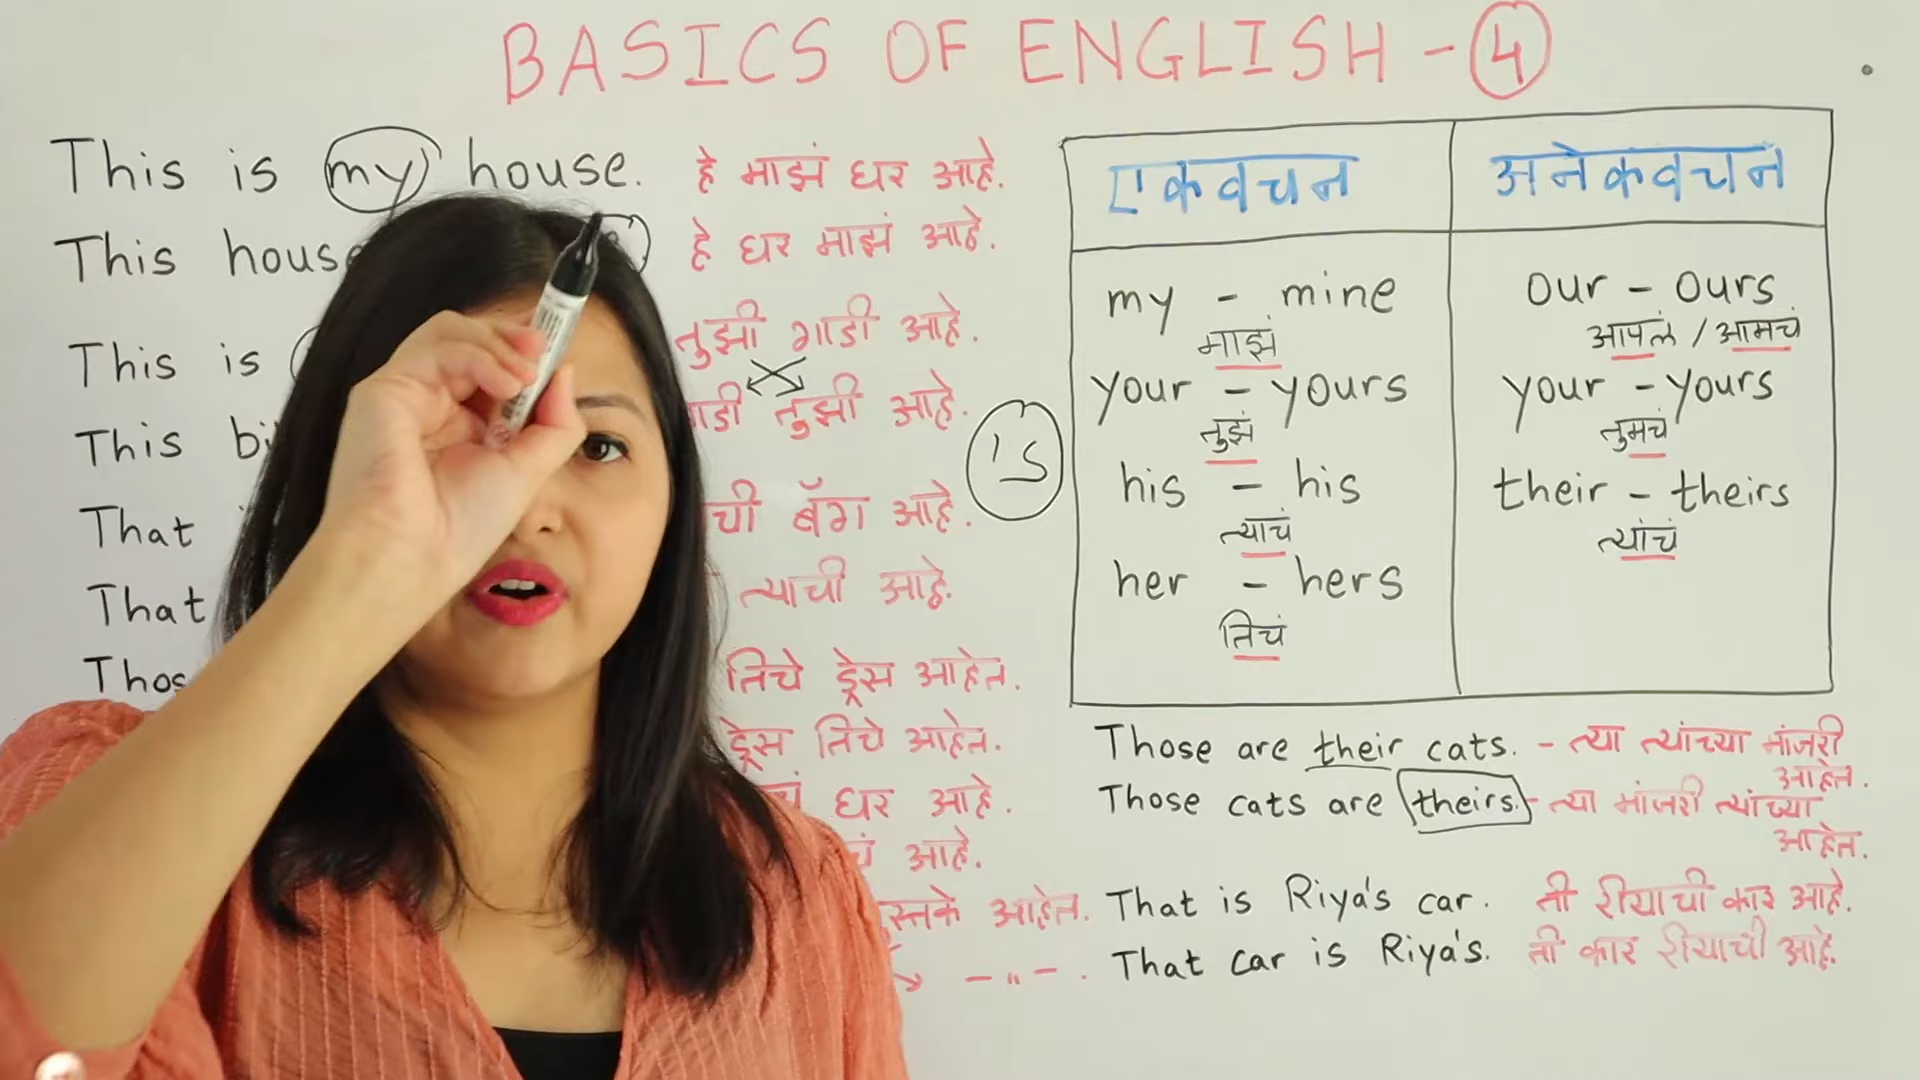 BASICS OF ENGLISH - 4
This is my house. हे माझं घर आहे.
This house हे घर माझं आहे.
This is तुझी गाडी आहे.
This गाडी तुझी आहे.
That ची बॅग आहे.
That त्याची आहे.
तिचे ड्रेस आहेत.
ड्रेस तिचे आहेत.
घर आहे.
आहे.
आहेत.
— " — .
's
एकवचन अनेकवचन
my - mine our - ours
माझं आपलं / आमचं
your - yours your - yours
तुझं तुमचं
his - his their - theirs
त्याचं त्यांचं
her - hers
तिचं
Those are their cats. - त्या त्यांच्या मांजरी
आहेत.
Those cats are theirs. - त्या मांजरी त्यांच्या
आहेत.
That is Riya's car. ती रीयाची कार आहे.
That car is Riya's. ती कार रीयाची आहे.